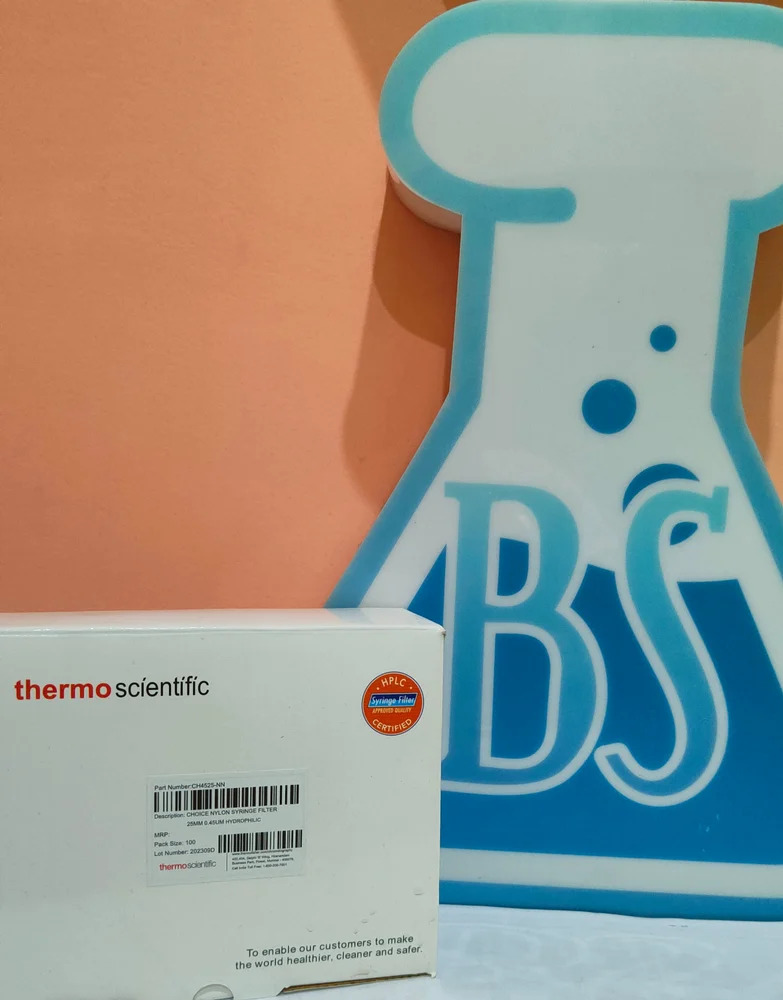 BS
thermo scientific
HPLC
Syringe Filter
APPROVED QUALITY
CERTIFIED
Part Number:CH4525-NN
Description: CHOICE NYLON SYRINGE FILTER
25MM 0.45UM HYDROPHILIC
MRP:
Pack Size: 100
Lot Number: 202309D
thermo scientific
To enable our customers to make
the world healthier, cleaner and safer.